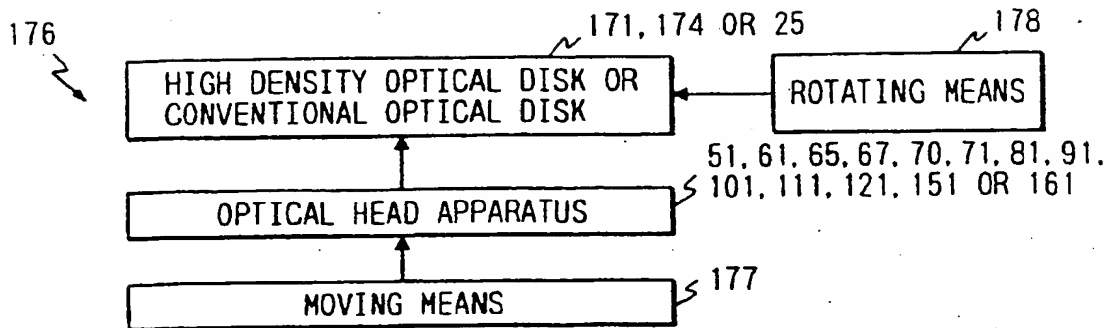 176
171, 174 OR 25
178
HIGH DENSITY OPTICAL DISK OR
CONVENTIONAL OPTICAL DISK
ROTATING MEANS
51, 61, 65, 67, 70, 71, 81, 91,
101, 111, 121, 151 OR 161
OPTICAL HEAD APPARATUS
177
MOVING MEANS